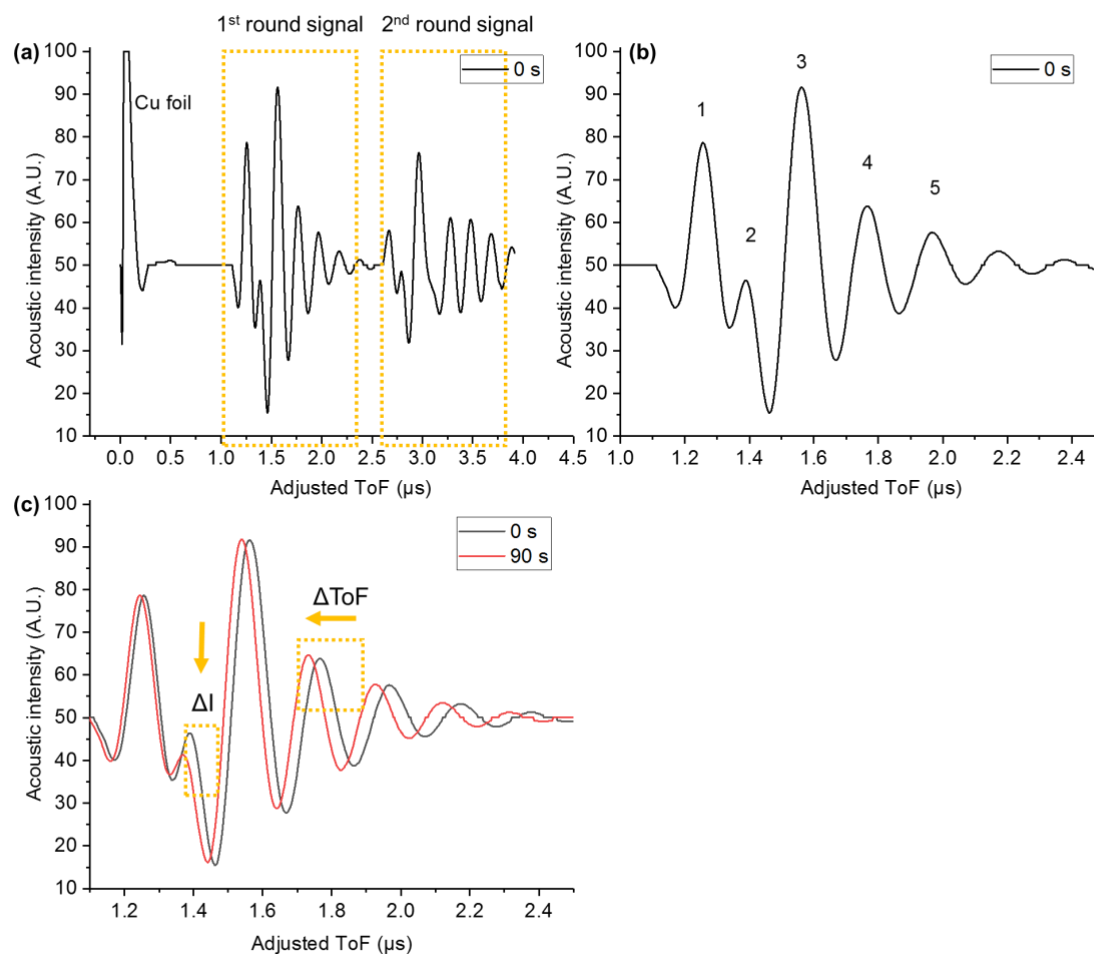 1st round signal
2nd round signal
(a)
0 s
Cu foil
100
90
80
70
60
50
40
30
20
10
Acoustic intensity (A.U.)
0.0 0.5 1.0 1.5 2.0 2.5 3.0 3.5 4.0 4.5
Adjusted ToF (µs)
(b)
0 s
1
2
3
4
5
100
90
80
70
60
50
40
30
20
10
Acoustic intensity (A.U.)
1.0 1.2 1.4 1.6 1.8 2.0 2.2 2.4
Adjusted ToF (µs)
(c)
0 s
90 s
ΔToF
ΔI
100
90
80
70
60
50
40
30
20
10
Acoustic intensity (A.U.)
1.2 1.4 1.6 1.8 2.0 2.2 2.4
Adjusted ToF (µs)